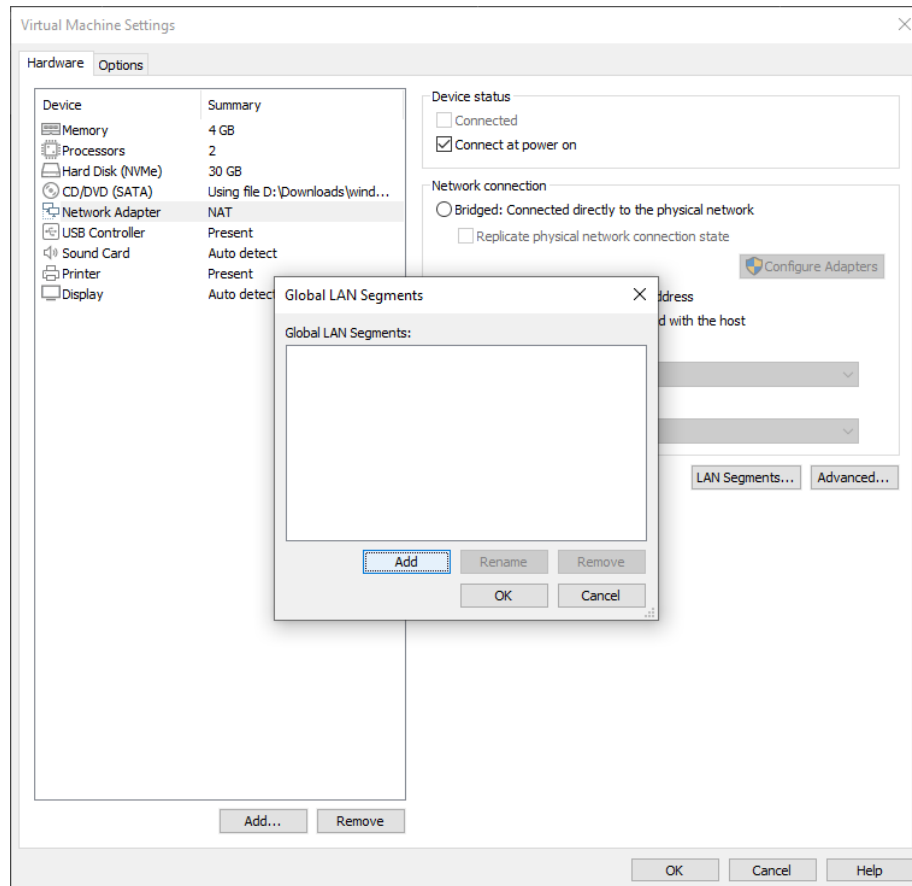 Virtual Machine Settings
Hardware Options
Device Summary
Memory 4 GB
Processors 2
Hard Disk (NVMe) 30 GB
CD/DVD (SATA) Using file D:\Downloads\wind...
Network Adapter NAT
USB Controller Present
Sound Card Auto detect
Printer Present
Display Auto detect
Add... Remove
Device status
Connected
Connect at power on
Network connection
Bridged: Connected directly to the physical network
Replicate physical network connection state
Configure Adapters
d with the host
LAN Segments... Advanced...
Global LAN Segments
Global LAN Segments:
Add Rename Remove
OK Cancel
OK Cancel Help